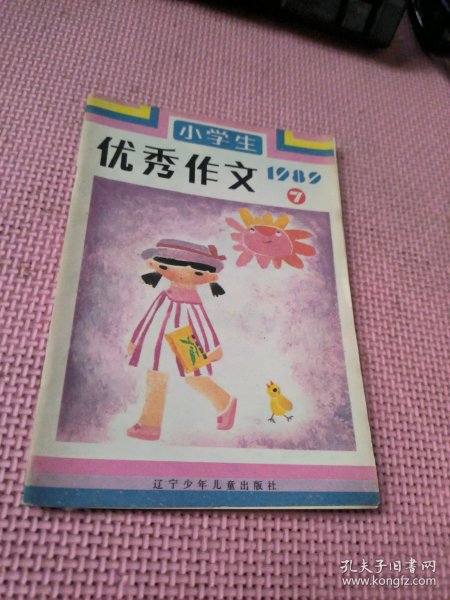 小学生
优秀作文 1989
7
辽宁少年儿童出版社
孔夫子旧书网
www.kongfz.com